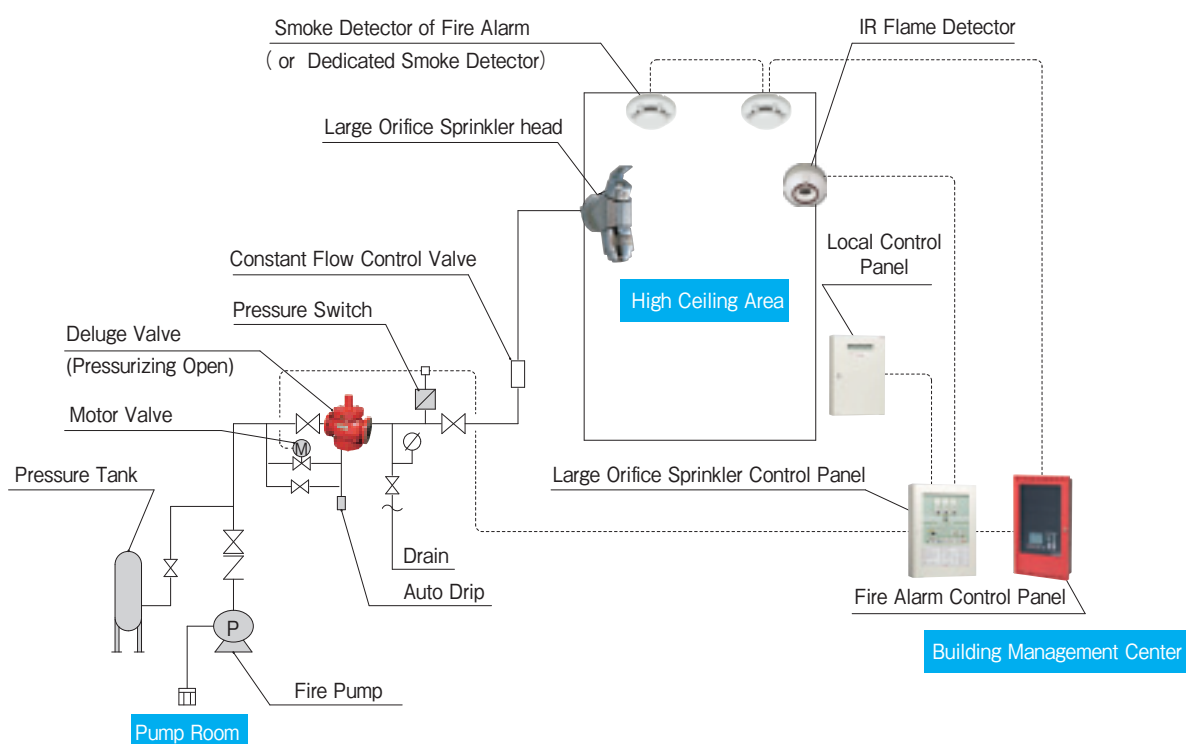 Smoke Detector of Fire Alarm
( or Dedicated Smoke Detector)
IR Flame Detector
Large Orifice Sprinkler head
Local Control
Panel
Constant Flow Control Valve
High Ceiling Area
Pressure Switch
Deluge Valve
(Pressurizing Open)
Motor Valve
M
Pressure Tank
Large Orifice Sprinkler Control Panel
Drain
Auto Drip
Fire Alarm Control Panel
P
Building Management Center
Fire Pump
Pump Room